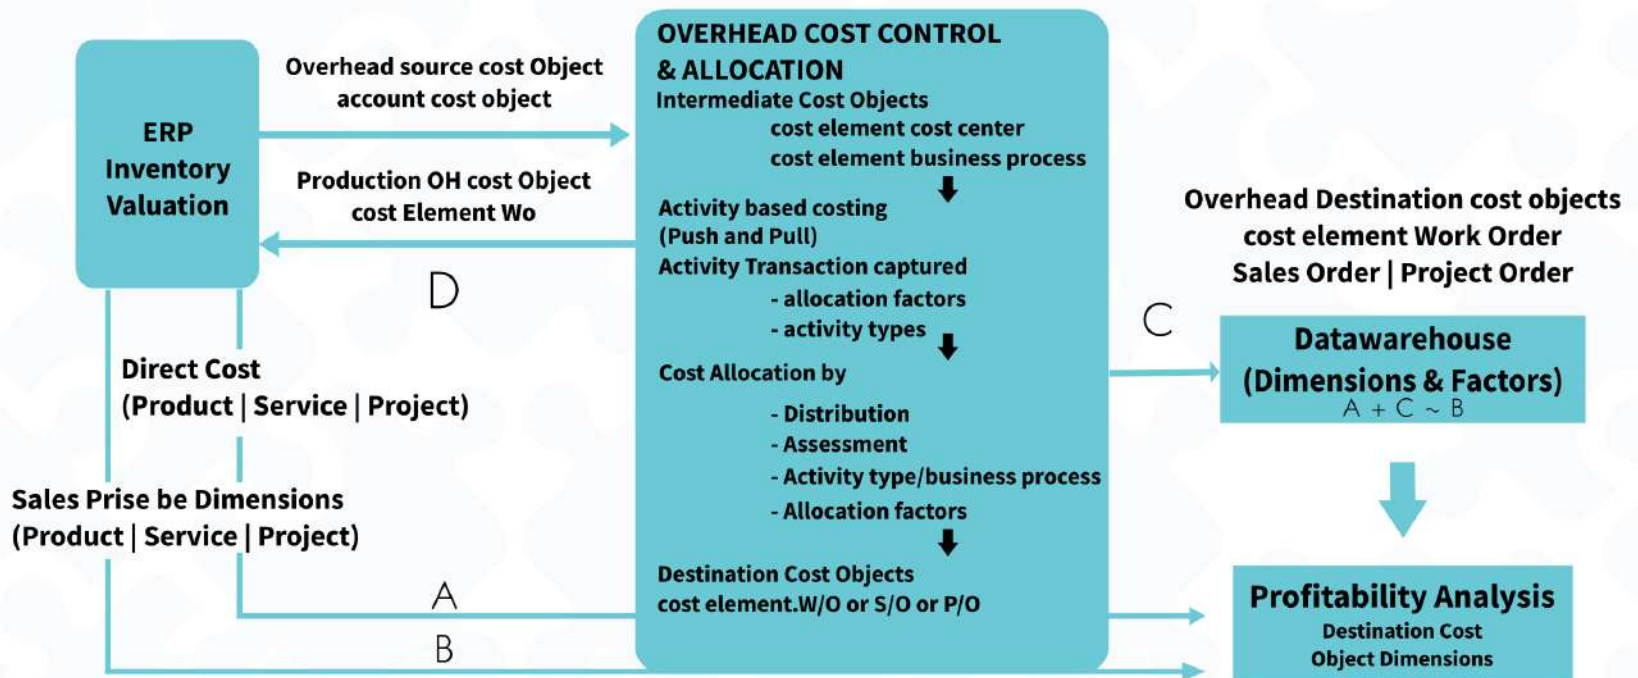 ERP
Inventory
Valuation
Overhead source cost Object
account cost object
Production OH cost Object
cost Element Wo
D
Direct Cost
(Product | Service | Project)
Sales Prise be Dimensions
(Product | Service | Project)
A
B
OVERHEAD COST CONTROL
& ALLOCATION
Intermediate Cost Objects
cost element cost center
cost element business process
Activity based costing
(Push and Pull)
Activity Transaction captured
- allocation factors
- activity types
Cost Allocation by
- Distribution
- Assessment
- Activity type/business process
- Allocation factors
Destination Cost Objects
cost element.W/O or S/O or P/O
C
Overhead Destination cost objects
cost element Work Order
Sales Order | Project Order
Datawarehouse
(Dimensions & Factors)
A + C ~ B
Profitability Analysis
Destination Cost
Object Dimensions